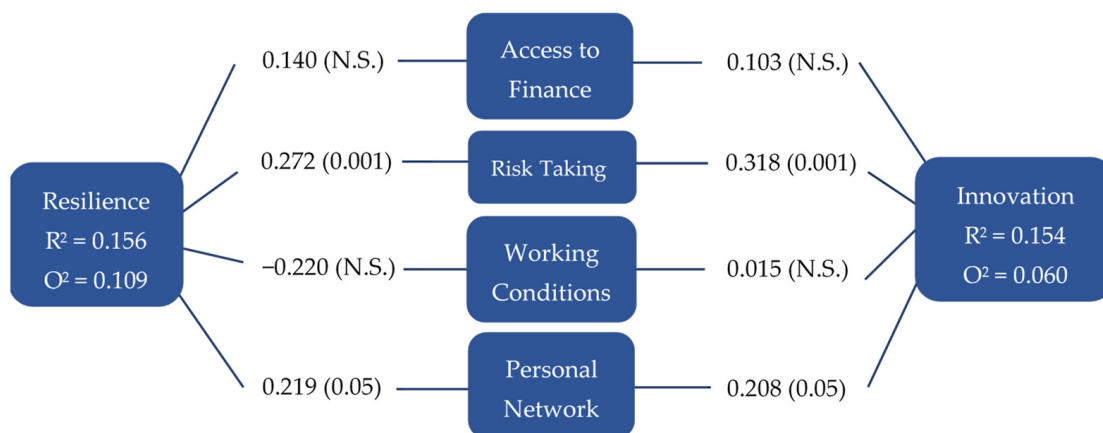 0.140 (N.S.)
Access to
Finance
0.103 (N.S.)
0.272 (0.001)
Risk Taking
0.318 (0.001)
Resilience
R² = 0.156
O² = 0.109
Innovation
R² = 0.154
O² = 0.060
−0.220 (N.S.)
Working
Conditions
0.015 (N.S.)
0.219 (0.05)
Personal
Network
0.208 (0.05)